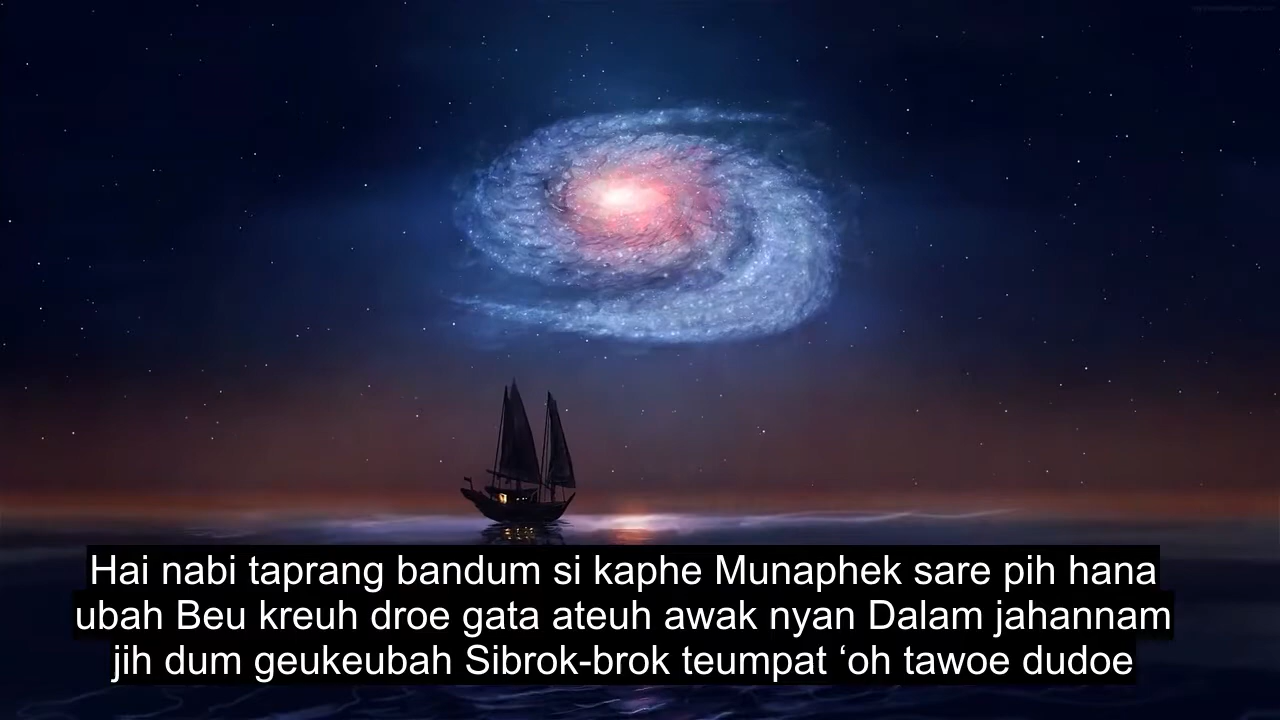 Hai nabi taprang bandum si kaphe Munaphek sare pih hana
ubah Beu kreuh droe gata ateuh awak nyan Dalam jahannam
jih dum geukeubah Sibrok-brok teumpat ‘oh tawoe dudoe